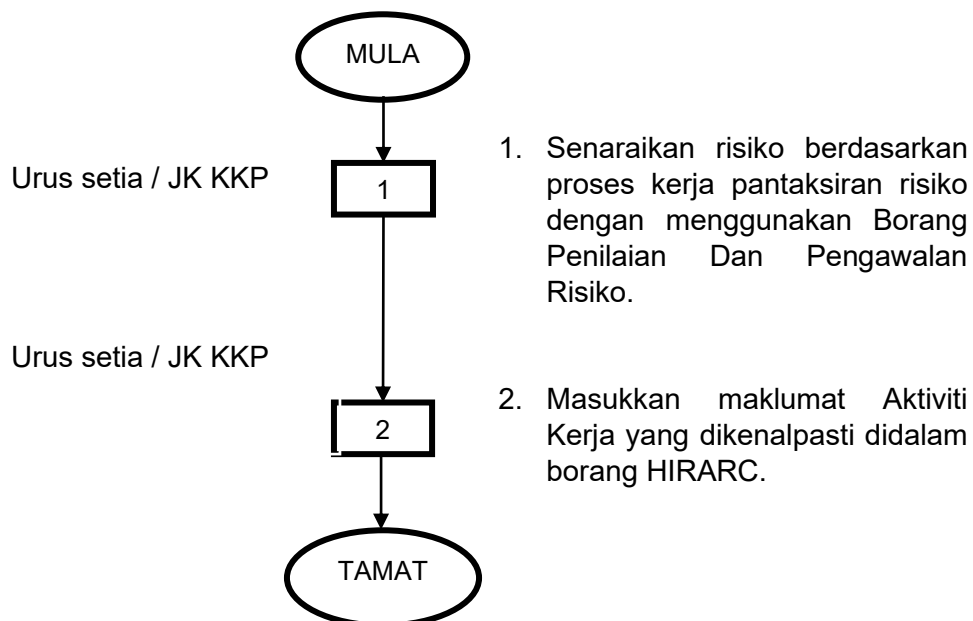 MULA
Urus setia / JK KKP
1
1. Senaraikan risiko berdasarkan
proses kerja pantaksiran risiko
dengan menggunakan Borang
Penilaian Dan Pengawalan
Risiko.
Urus setia / JK KKP
2
2. Masukkan maklumat Aktiviti
Kerja yang dikenalpasti didalam
borang HIRARC.
TAMAT